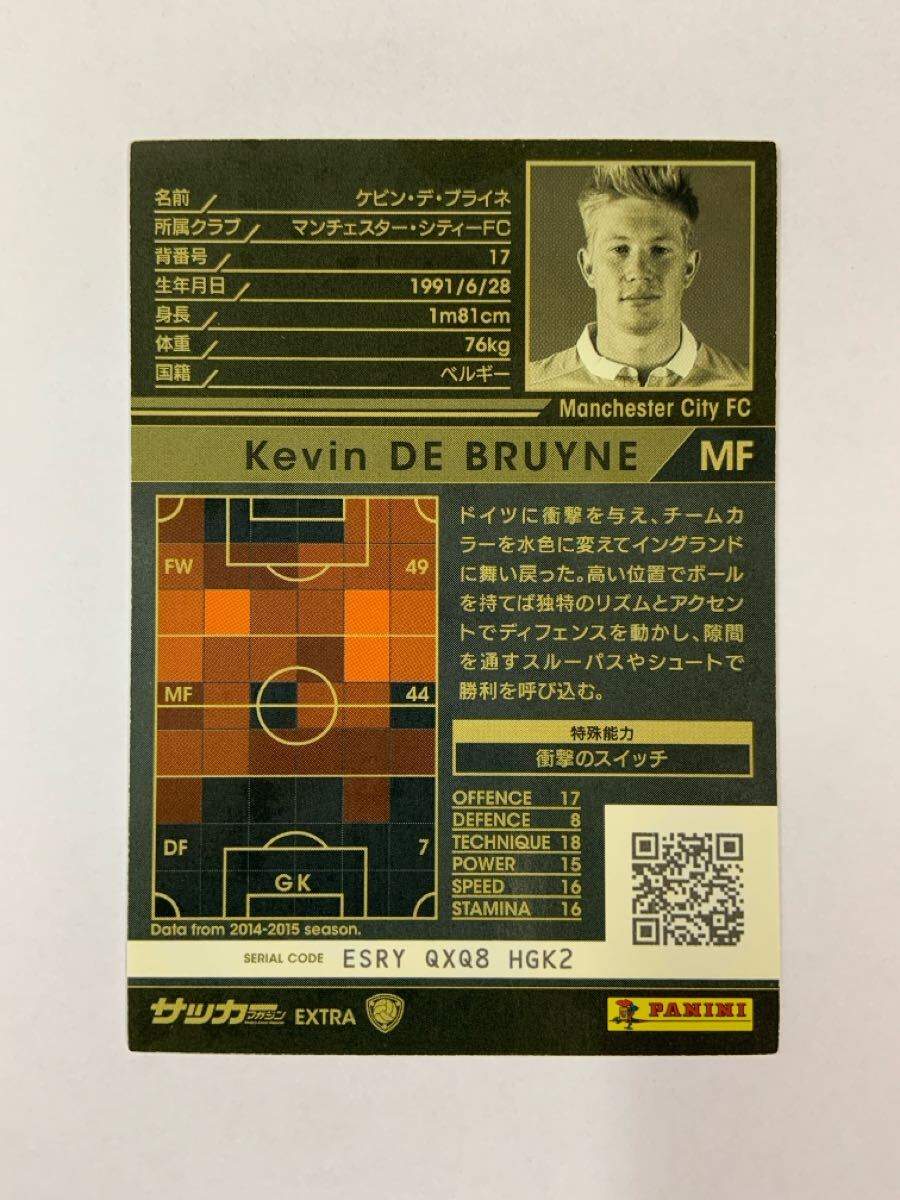 名前 ケビン・デ・ブライネ
所属クラブ マンチェスター・シティーFC
背番号 17
生年月日 1991/6/28
身長 1m81cm
体重 76kg
国籍 ベルギー
Manchester City FC
Kevin DE BRUYNE MF
FW 49
MF 44
DF 7
GK
Data from 2014-2015 season.
ドイツに衝撃を与え、チームカ
ラーを水色に変えてイングランド
に舞い戻った。高い位置でボール
を持てば独特のリズムとアクセン
トでディフェンスを動かし、隙間
を通すスルーパスやシュートで
勝利を呼び込む。
特殊能力
衝撃のスイッチ
OFFENCE 17
DEFENCE 8
TECHNIQUE 18
POWER 15
SPEED 16
STAMINA 16
SERIAL CODE ESRY QXQ8 HGK2
サッカーマガジン EXTRA
PANINI